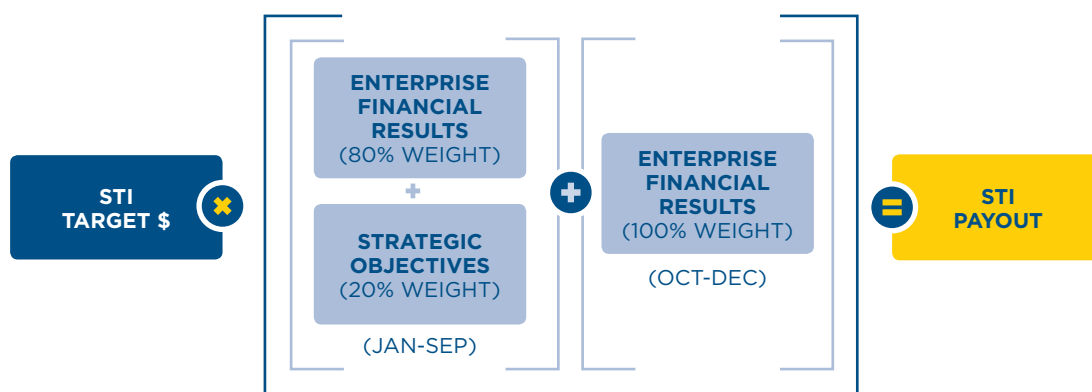 STI
TARGET $
×
ENTERPRISE
FINANCIAL
RESULTS
(80% WEIGHT)
+
STRATEGIC
OBJECTIVES
(20% WEIGHT)
(JAN-SEP)
+
ENTERPRISE
FINANCIAL
RESULTS
(100% WEIGHT)
(OCT-DEC)
=
STI
PAYOUT